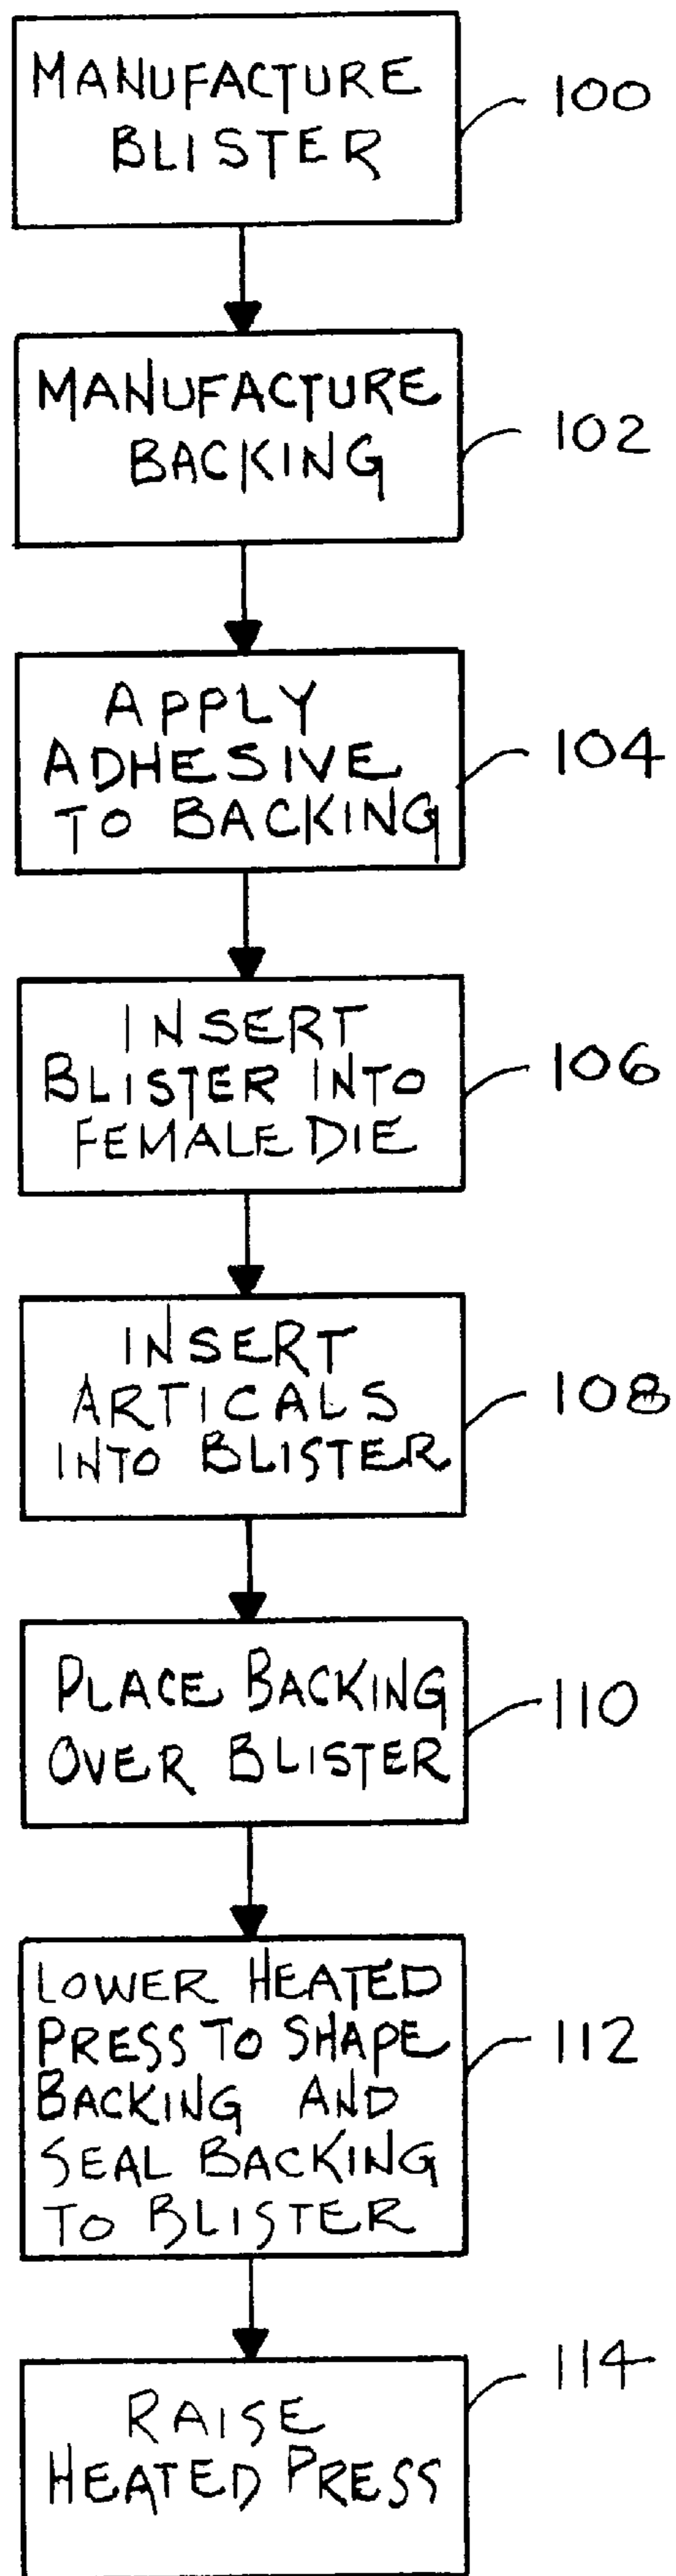 MANUFACTURE
BLISTER
100
MANUFACTURE
BACKING
102
APPLY
ADHESIVE
TO BACKING
104
INSERT
BLISTER INTO
FEMALE DIE
106
INSERT
ARTICALS
INTO BLISTER
108
PLACE BACKING
OVER BLISTER
110
LOWER HEATED
PRESS TO SHAPE
BACKING AND
SEAL BACKING
TO BLISTER
112
RAISE
HEATED PRESS
114